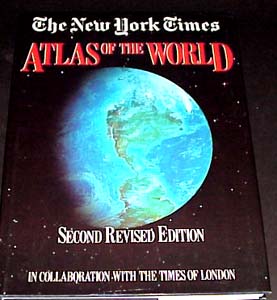 The New York Times
ATLAS OF THE WORLD
SECOND REVISED EDITION
IN COLLABORATION WITH THE TIMES OF LONDON